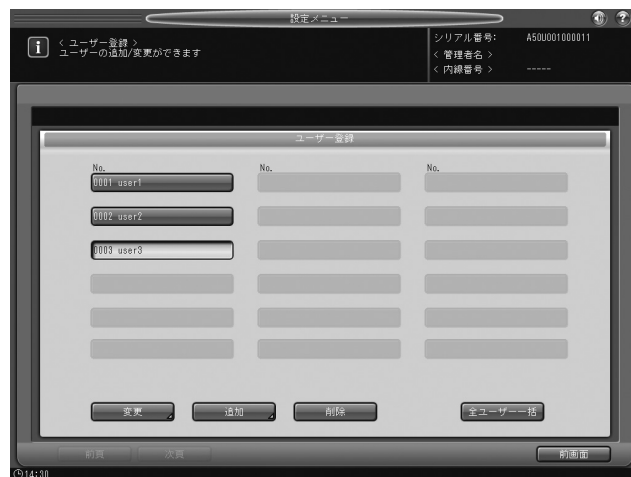 設定メニュー
< ユーザー登録 >
ユーザーの追加/変更ができます
シリアル番号: A50U001000011
< 管理者名 >
< 内線番号 > -----
ユーザー登録
No. No. No.
0001 user1
0002 user2
0003 user3
変更 追加 削除 全ユーザー一括
前頁 次頁 前画面
14:30